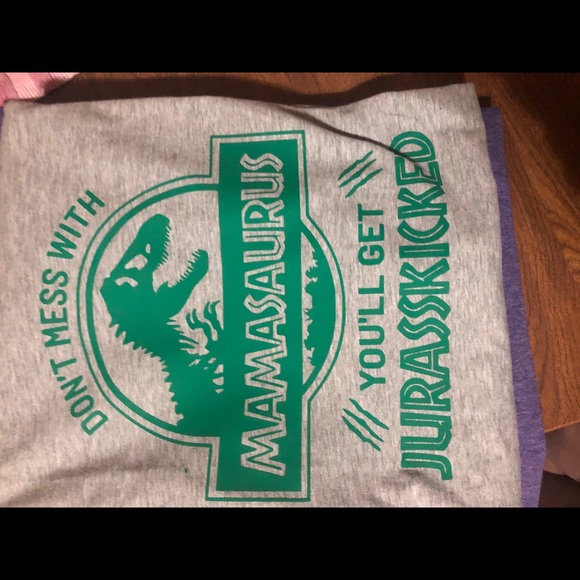 DON'T MESS WITH
MAMASAURUS
YOU'LL GET
JURASSKICKED